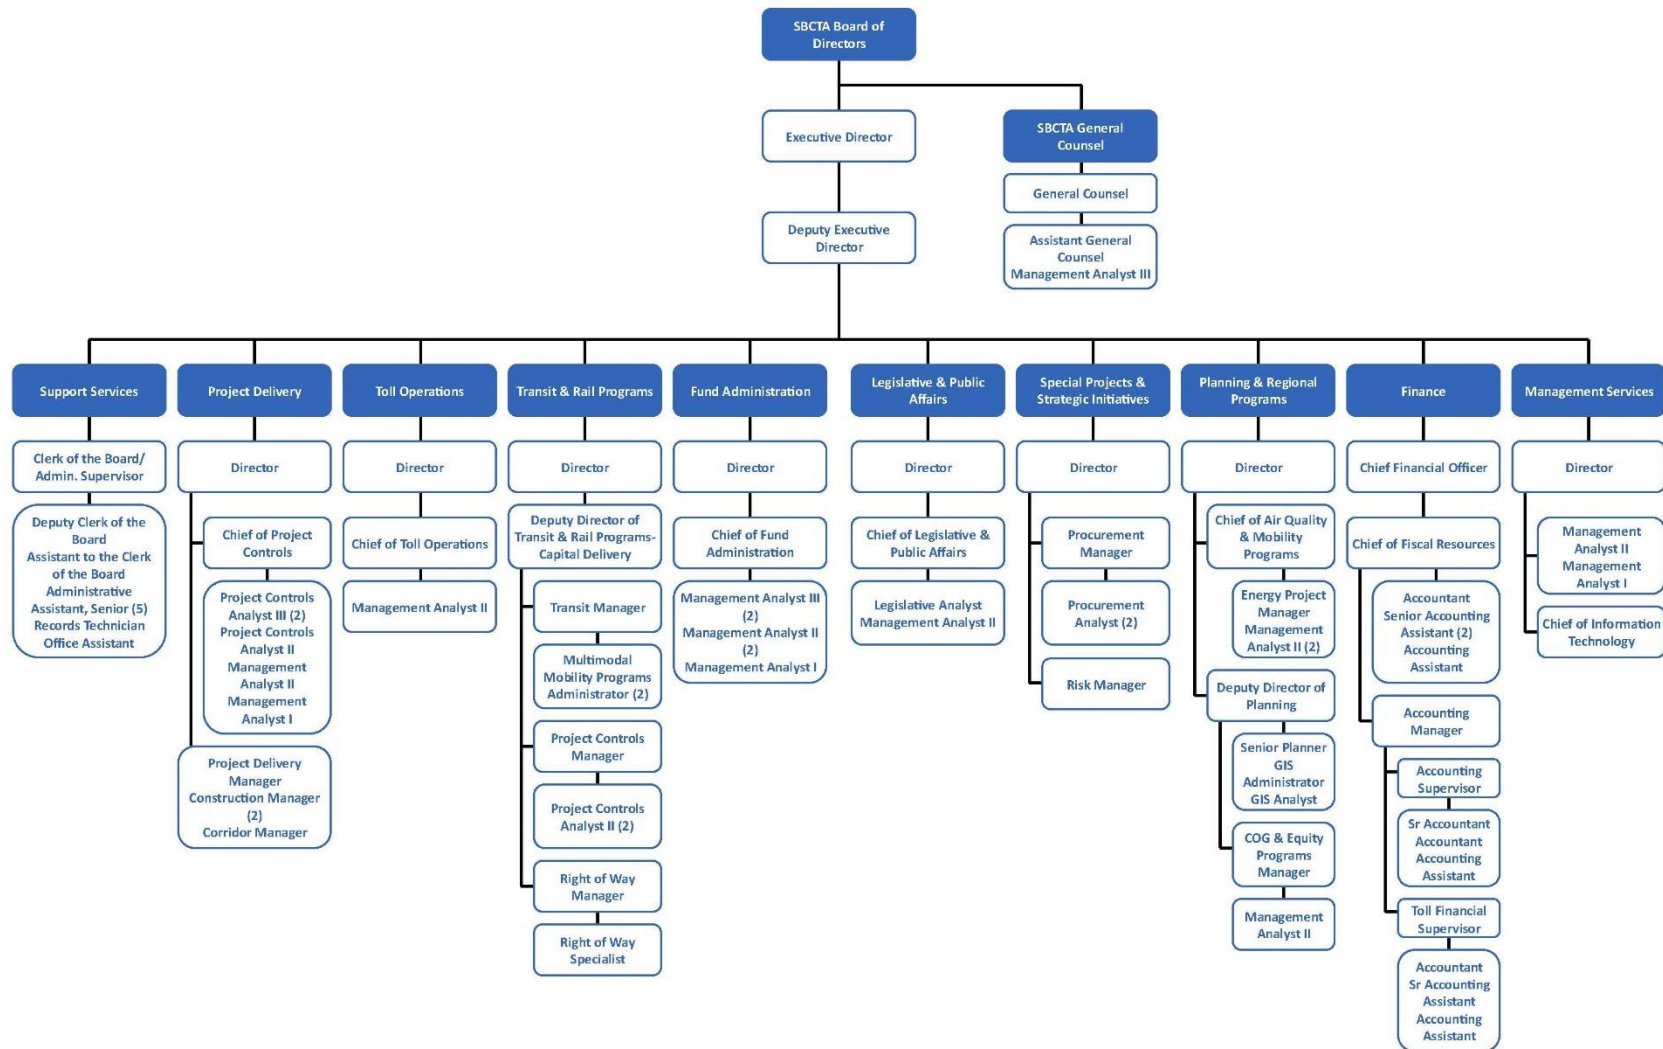 SBCTA Board of
Directors
Executive Director
SBCTA General
Counsel
General Counsel
Deputy Executive
Director
Assistant General
Counsel
Management Analyst III
Support Services
Clerk of the Board/
Admin. Supervisor
Deputy Clerk of the
Board
Assistant to the Clerk
of the Board
Administrative
Assistant, Senior (5)
Records Technician
Office Assistant
Project Delivery
Director
Chief of Project
Controls
Project Controls
Analyst III (2)
Project Controls
Analyst II
Management
Analyst II
Management
Analyst I
Project Delivery
Manager
Construction Manager
(2)
Corridor Manager
Toll Operations
Director
Chief of Toll Operations
Management Analyst II
Transit & Rail Programs
Director
Deputy Director of
Transit & Rail Programs-
Capital Delivery
Transit Manager
Multimodal
Mobility Programs
Administrator (2)
Project Controls
Manager
Project Controls
Analyst II (2)
Right of Way
Manager
Right of Way
Specialist
Fund Administration
Director
Chief of Fund
Administration
Management Analyst III
(2)
Management Analyst II
(2)
Management Analyst I
Legislative & Public
Affairs
Director
Chief of Legislative &
Public Affairs
Legislative Analyst
Management Analyst II
Special Projects &
Strategic Initiatives
Director
Procurement
Manager
Procurement
Analyst (2)
Risk Manager
Planning & Regional
Programs
Director
Chief of Air Quality
& Mobility
Programs
Energy Project
Manager
Management
Analyst II (2)
Deputy Director of
Planning
Senior Planner
GIS
Administrator
GIS Analyst
COG & Equity
Programs
Manager
Management
Analyst II
Finance
Chief Financial Officer
Chief of Fiscal Resources
Accountant
Senior Accounting
Assistant (2)
Accounting
Assistant
Accounting
Manager
Accounting
Supervisor
Sr Accountant
Accountant
Accounting
Assistant
Toll Financial
Supervisor
Accountant
Sr Accounting
Assistant
Accounting
Assistant
Management Services
Director
Management
Analyst II
Management
Analyst I
Chief of Information
Technology